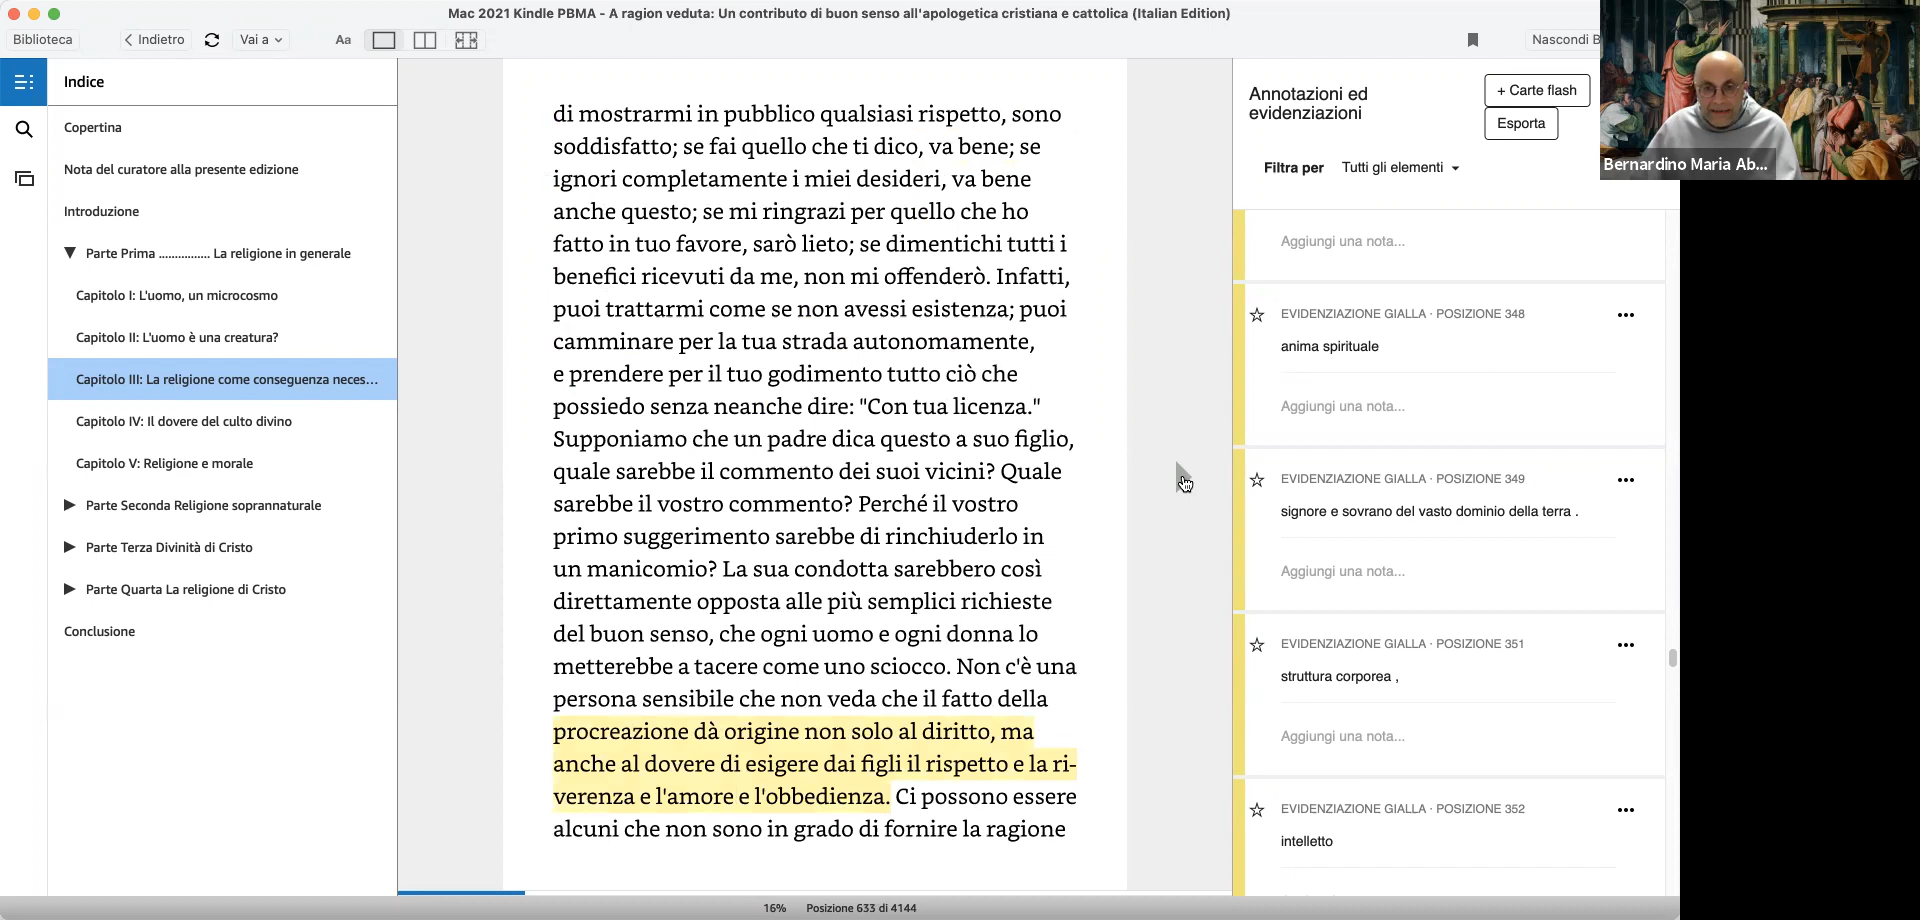 Mac 2021 Kindle PBMA - A ragion veduta: Un contributo di buon senso all'apologetica cristiana e cattolica (Italian Edition)
Biblioteca
Indietro
Vai a
Aa
Nascondi B
Indice
Copertina
Nota del curatore alla presente edizione
Introduzione
Parte Prima ................ La religione in generale
Capitolo I: L'uomo, un microcosmo
Capitolo II: L'uomo è una creatura?
Capitolo III: La religione come conseguenza neces...
Capitolo IV: Il dovere del culto divino
Capitolo V: Religione e morale
Parte Seconda Religione soprannaturale
Parte Terza Divinità di Cristo
Parte Quarta La religione di Cristo
Conclusione
di mostrarmi in pubblico qualsiasi rispetto, sono
soddisfatto; se fai quello che ti dico, va bene; se
ignori completamente i miei desideri, va bene
anche questo; se mi ringrazi per quello che ho
fatto in tuo favore, sarò lieto; se dimentichi tutti i
benefici ricevuti da me, non mi offenderò. Infatti,
puoi trattarmi come se non avessi esistenza; puoi
camminare per la tua strada autonomamente,
e prendere per il tuo godimento tutto ciò che
possiedo senza neanche dire: "Con tua licenza."
Supponiamo che un padre dica questo a suo figlio,
quale sarebbe il commento dei suoi vicini? Quale
sarebbe il vostro commento? Perché il vostro
primo suggerimento sarebbe di rinchiuderlo in
un manicomio? La sua condotta sarebbero così
direttamente opposta alle più semplici richieste
del buon senso, che ogni uomo e ogni donna lo
metterebbe a tacere come uno sciocco. Non c'è una
persona sensibile che non veda che il fatto della
procreazione dà origine non solo al diritto, ma
anche al dovere di esigere dai figli il rispetto e la ri-
verenza e l'amore e l'obbedienza. Ci possono essere
alcuni che non sono in grado di fornire la ragione
16% Posizione 633 di 4144
Annotazioni ed
evidenziazioni
+ Carte flash
Esporta
Filtra per Tutti gli elementi
Aggiungi una nota...
EVIDENZIAZIONE GIALLA · POSIZIONE 348
anima spirituale
Aggiungi una nota...
EVIDENZIAZIONE GIALLA · POSIZIONE 349
signore e sovrano del vasto dominio della terra .
Aggiungi una nota...
EVIDENZIAZIONE GIALLA · POSIZIONE 351
struttura corporea ,
Aggiungi una nota...
EVIDENZIAZIONE GIALLA · POSIZIONE 352
intelletto
Bernardino Maria Ab...